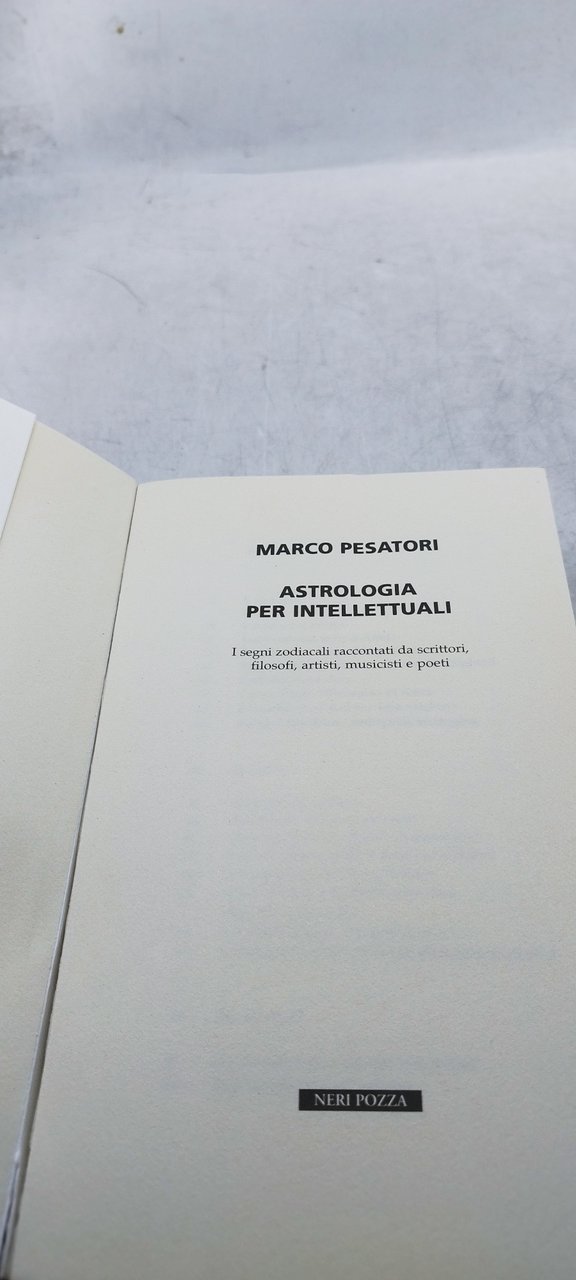 MARCO PESATORI
ASTROLOGIA
PER INTELLETTUALI
I segni zodiacali raccontati da scrittori,
filosofi, artisti, musicisti e poeti
NERI POZZA